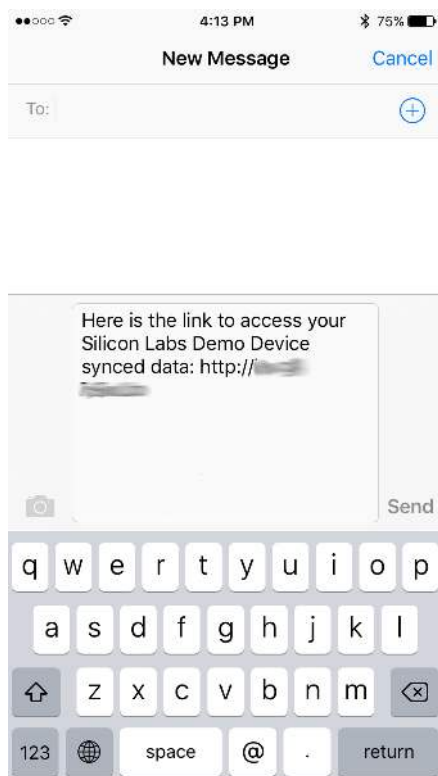 4:13 PM
75%
New Message
Cancel
To:
Here is the link to access your
Silicon Labs Demo Device
synced data: http://
Send
q w e r t y u i o p
a s d f g h j k l
z x c v b n m
123 space @ . return